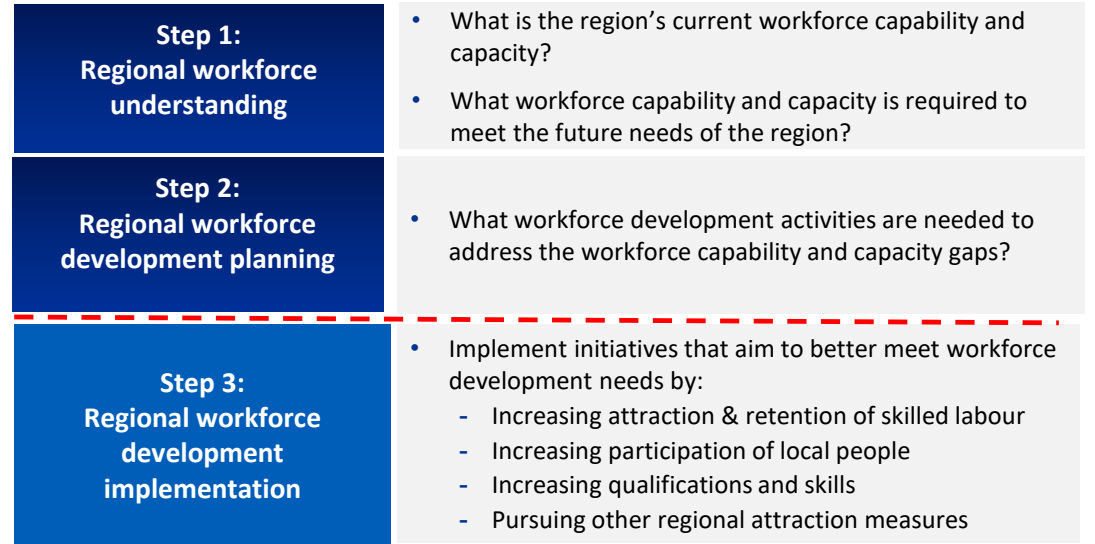 Step 1:
Regional workforce
understanding
• What is the region’s current workforce capability and
capacity?
• What workforce capability and capacity is required to
meet the future needs of the region?
Step 2:
Regional workforce
development planning
• What workforce development activities are needed to
address the workforce capability and capacity gaps?
Step 3:
Regional workforce
development
implementation
• Implement initiatives that aim to better meet workforce
development needs by:
- Increasing attraction & retention of skilled labour
- Increasing participation of local people
- Increasing qualifications and skills
- Pursuing other regional attraction measures